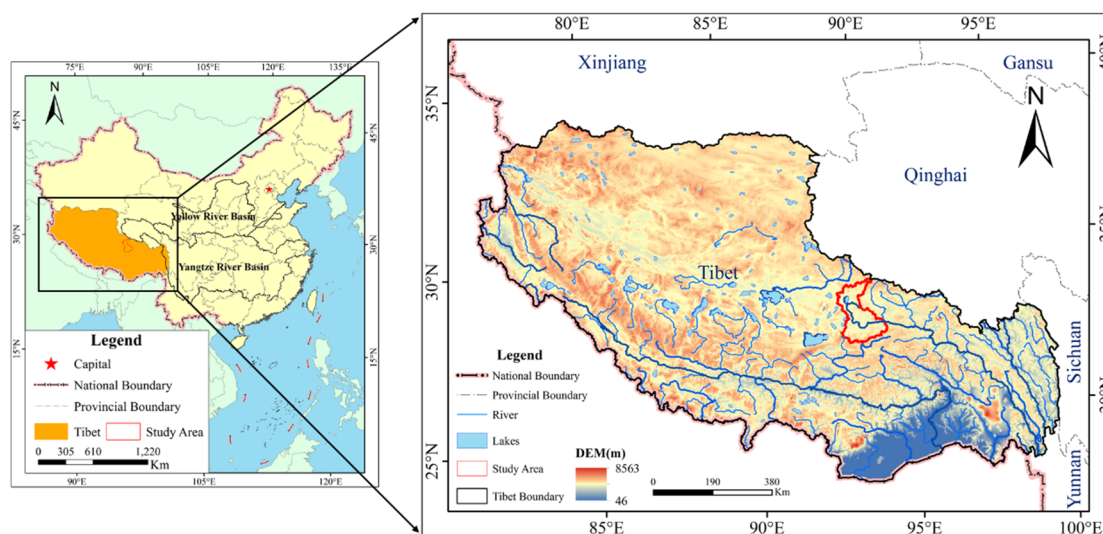 75°E 90°E 105°E 120°E 135°E
N
45°N
45°N
30°N
30°N
15°N
15°N
Yellow River Basin
Yangtze River Basin
Legend
Capital
National Boundary
Provincial Boundary
Tibet
Study Area
0 305 610 1,220
Km
90°E 105°E 120°E
80°E 85°E 90°E 95°E
Xinjiang
Gansu
N
35°N
Qinghai
Tibet
30°N
Legend
National Boundary
Provincial Boundary
River
Lakes
Study Area
Tibet Boundary
DEM(m)
8563
46
0 190 380
Km
25°N
Sichuan
Yunnan
85°E 90°E 95°E 100°E